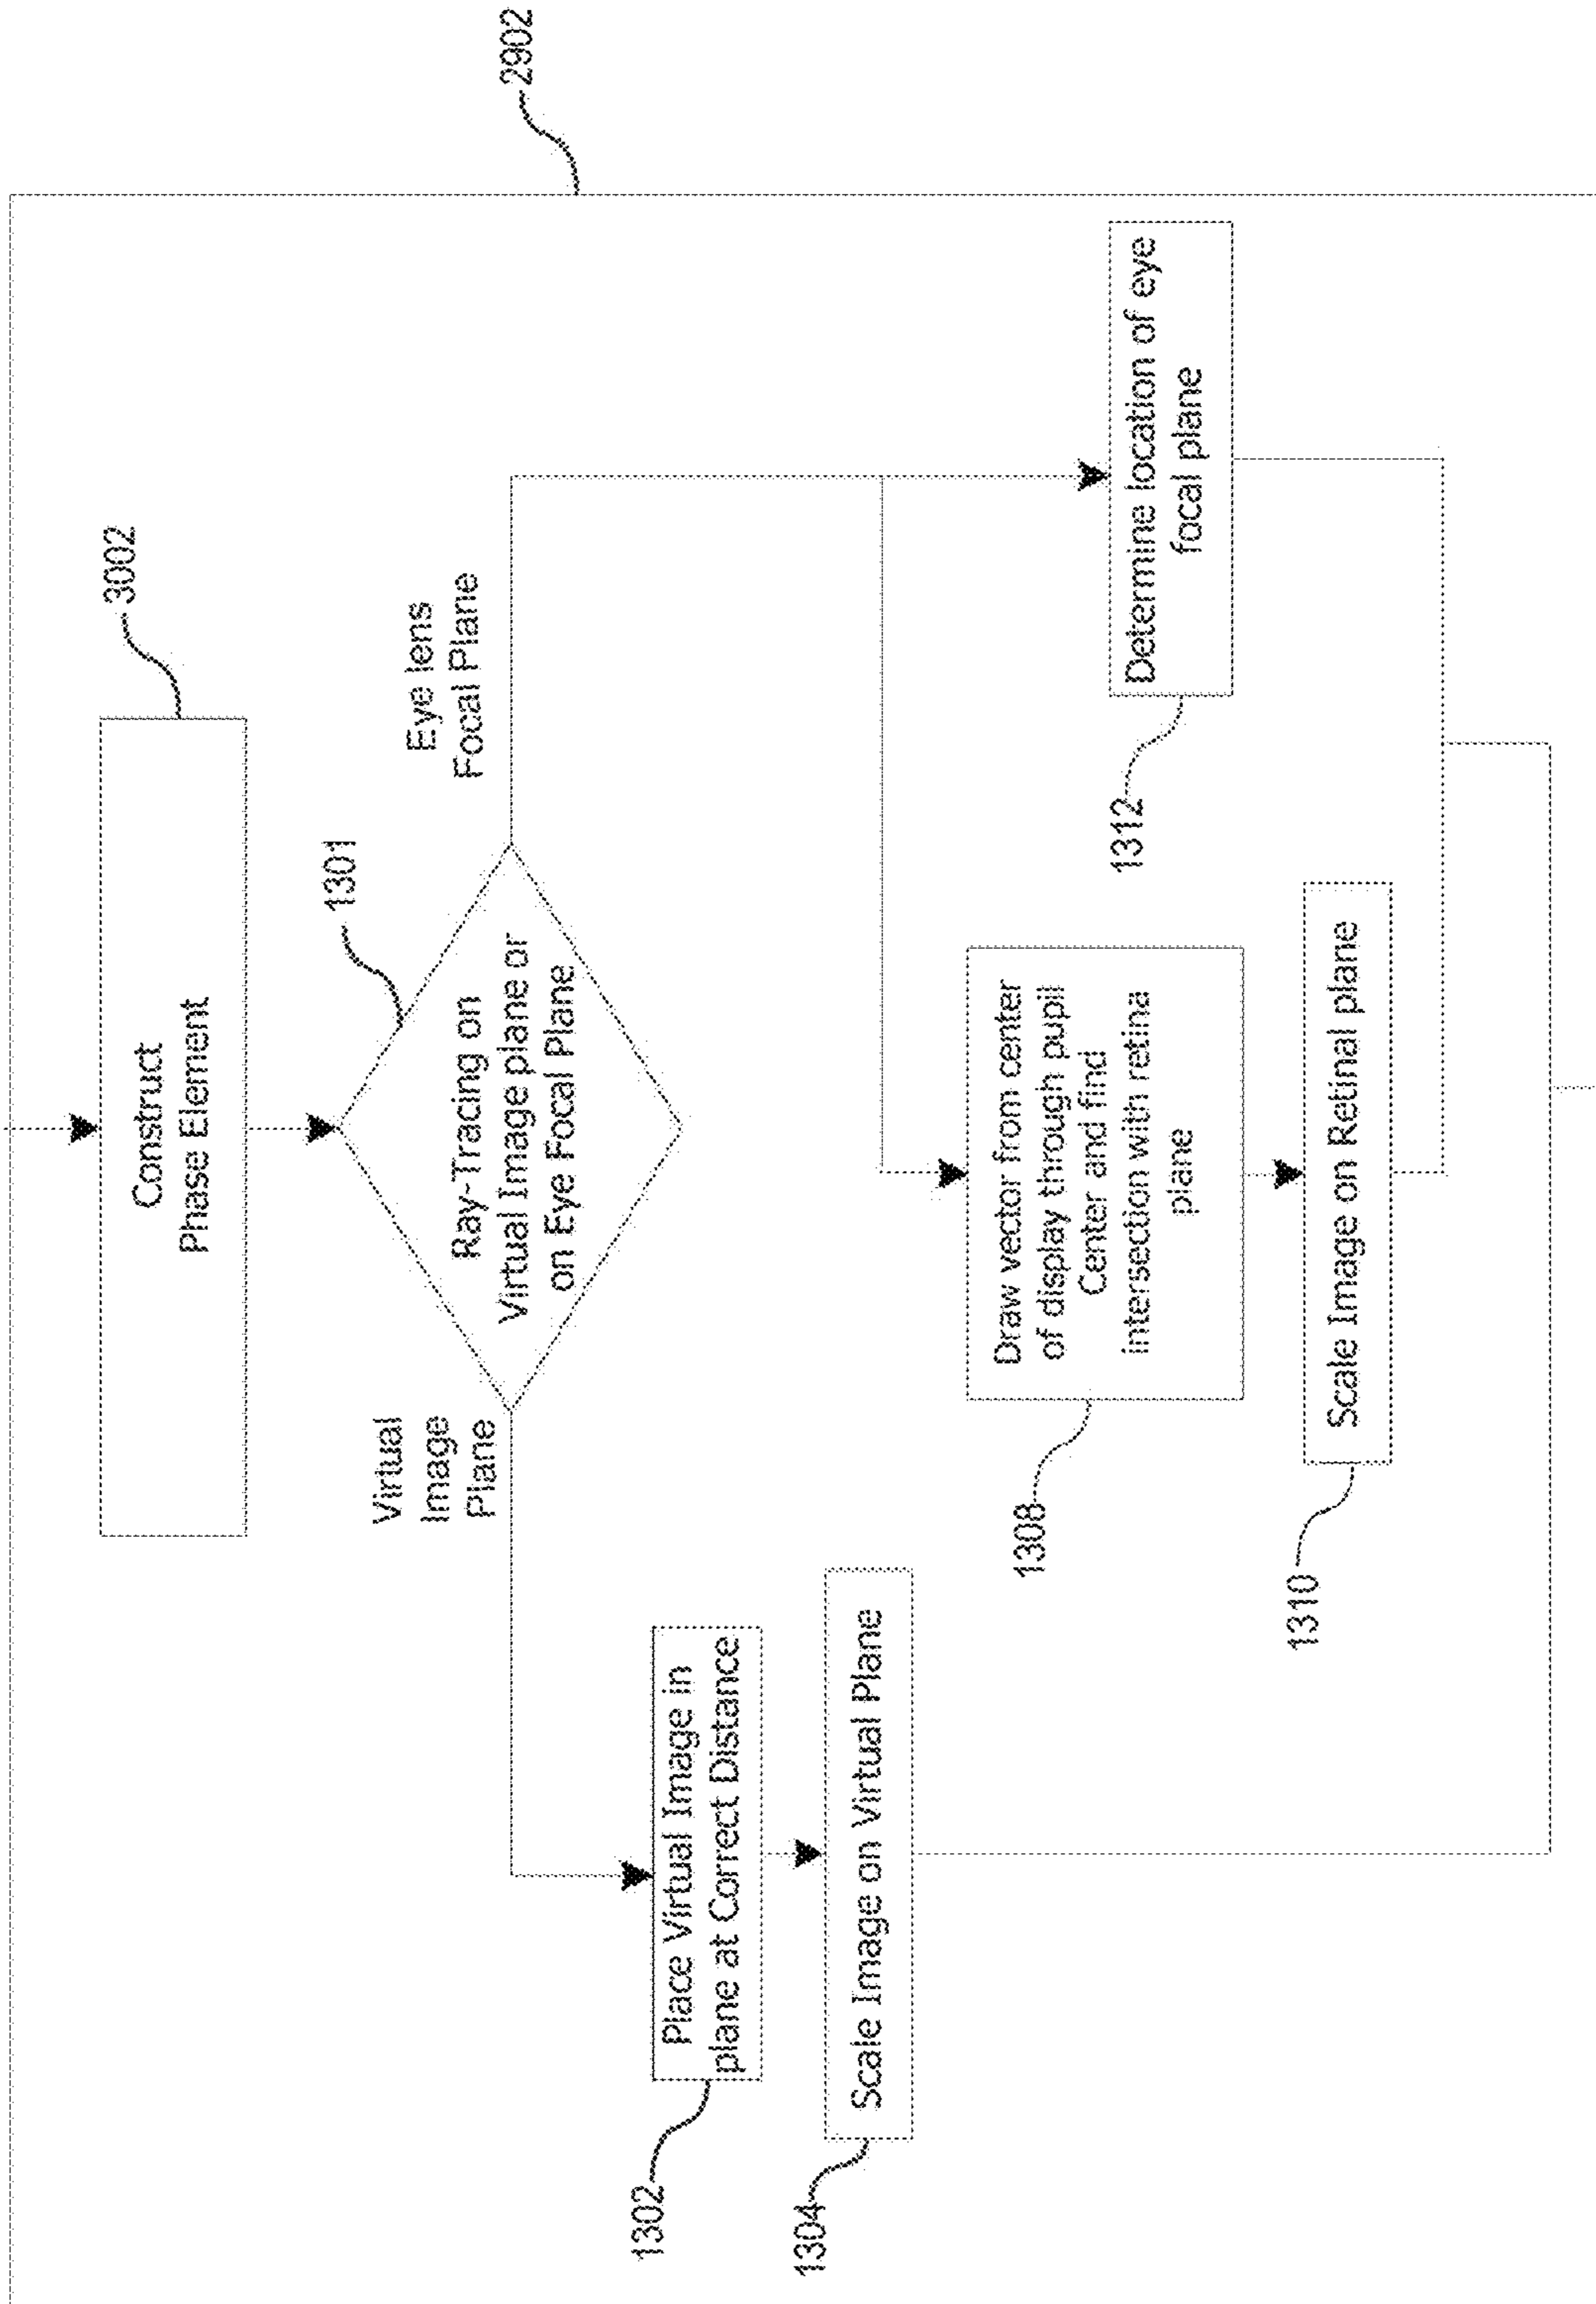 2902
3002
Construct
Phase Element
1301
Ray-Tracing on
Virtual Image plane or
on Eye Focal Plane
Virtual
Image
Plane
Eye lens
Focal Plane
1302
Place Virtual Image in
plane at Correct Distance
1304
Scale Image on Virtual Plane
1308
Draw vector from center
of display through pupil
Center and find
intersection with retina
plane
1310
Scale Image on Retinal plane
1312
Determine location of eye
focal plane